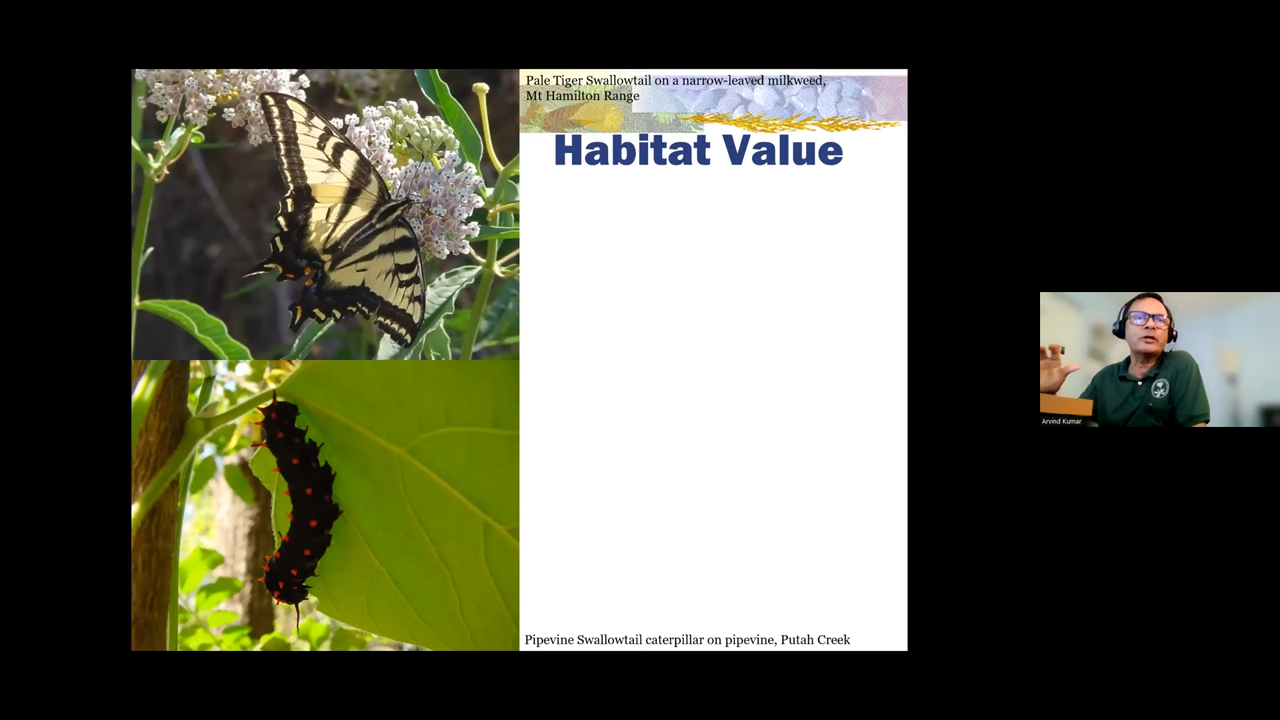 Pale Tiger Swallowtail on a narrow-leaved milkweed,
Mt Hamilton Range
Habitat Value
Pipevine Swallowtail caterpillar on pipevine, Putah Creek
Arvind Kumar